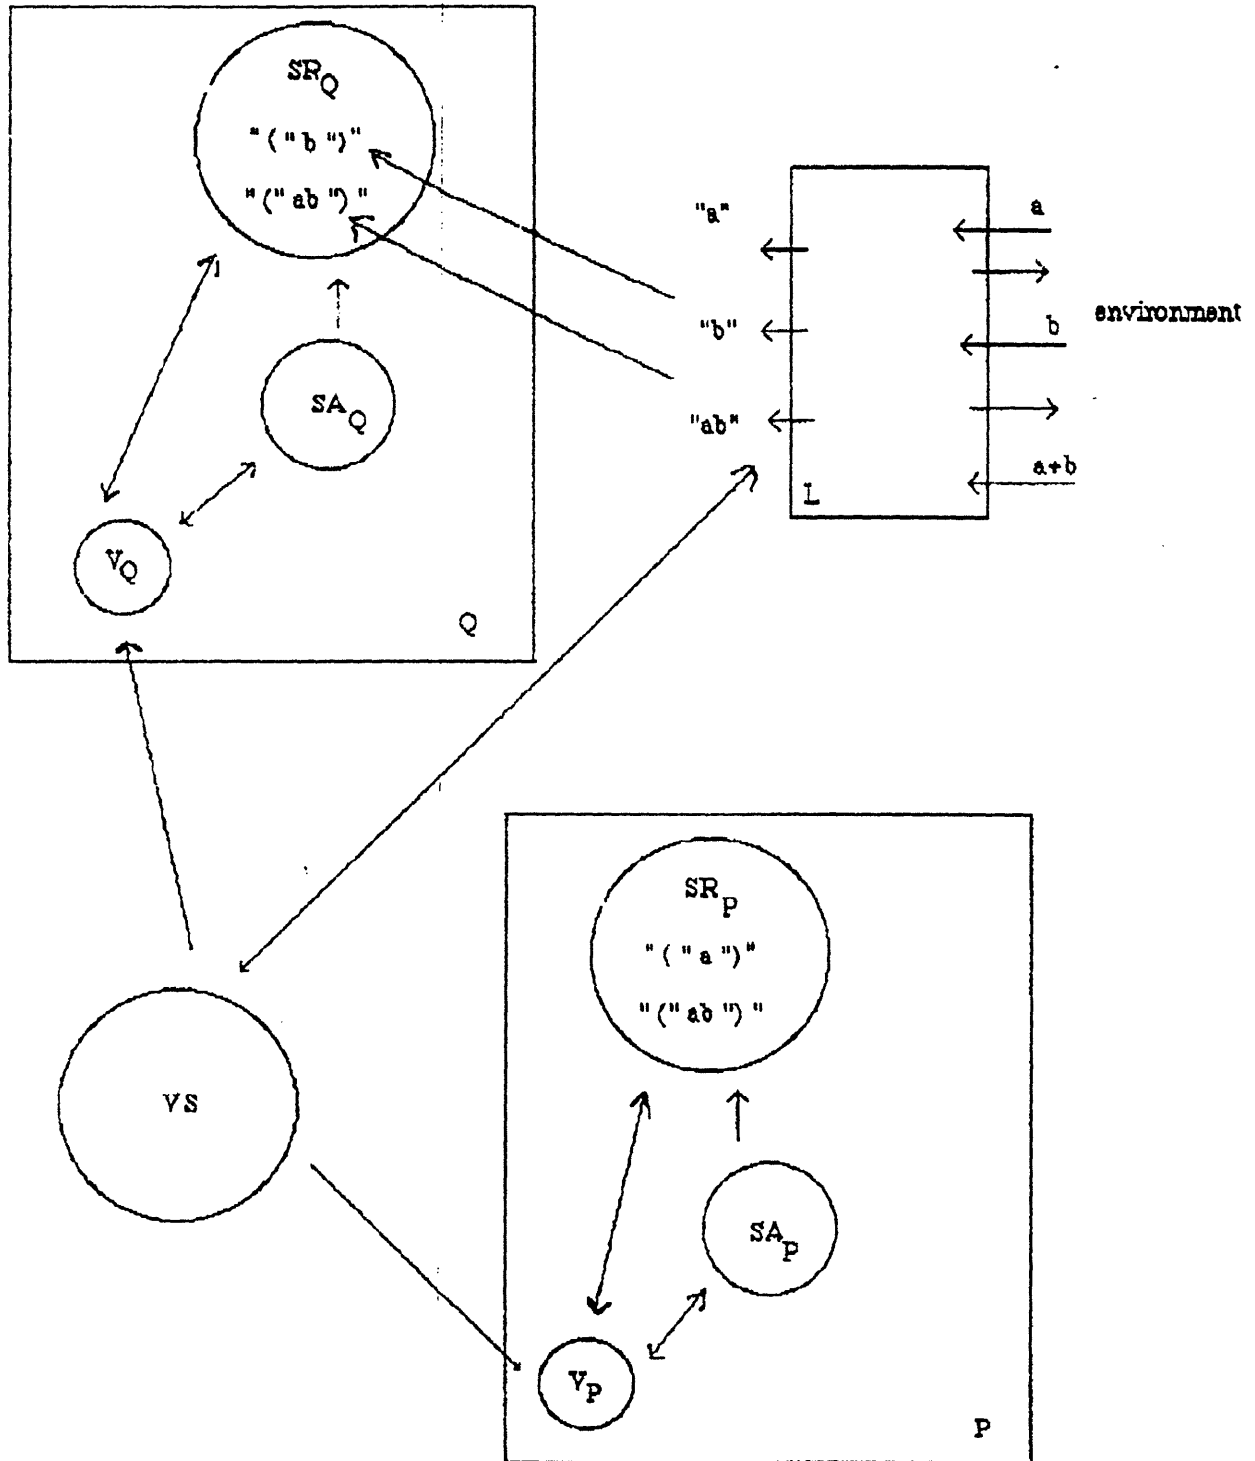 SR_Q
"("b")"
"("ab")"
SA_Q
V_Q
Q
"a"
"b"
"ab"
L
a
b
a+b
environment
VS
SR_P
"("a")"
"("ab")"
SA_P
V_P
P